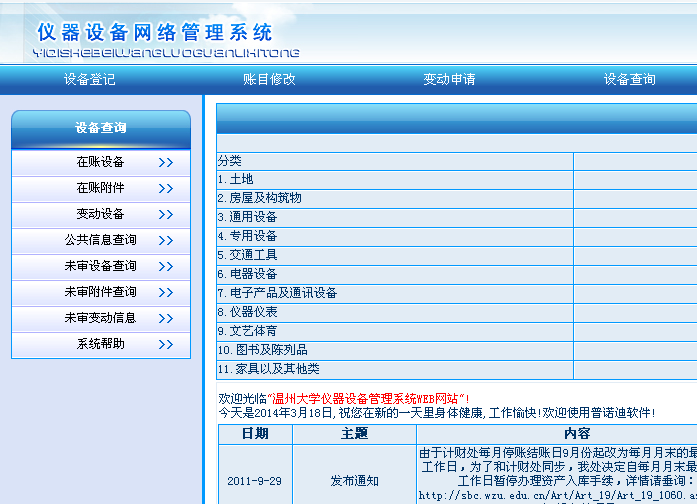 仪器设备网络管理系统
YIQISHEBEIWENGLUOGUENLIXITONG
设备登记 账目修改 变动申请 设备查询
设备查询
在账设备 >>
在账附件 >>
变动设备 >>
公共信息查询 >>
未审设备查询 >>
未审附件查询 >>
未审变动信息 >>
系统帮助 >>
分类
1.土地
2.房屋及构筑物
3.通用设备
4.专用设备
5.交通工具
6.电器设备
7.电子产品及通讯设备
8.仪器仪表
9.文艺体育
10.图书及陈列品
11.家具以及其他类
欢迎光临"温州大学仪器设备管理系统WEB网站"!
今天是2014年3月18日,祝您在新的一天里身体健康,工作愉快!欢迎使用普诺迪软件!
日期 主题 内容
2011-9-29 发布通知
由于计财处每月停账结账日9月份起改为每月月末的最
工作日，为了和计财处同步，我处决定自每月月末最
工作日暂停办理资产入库手续，详情请垂询：
http://sbc.wzu.edu.cn/Art/Art_19/Art_19_1060.as